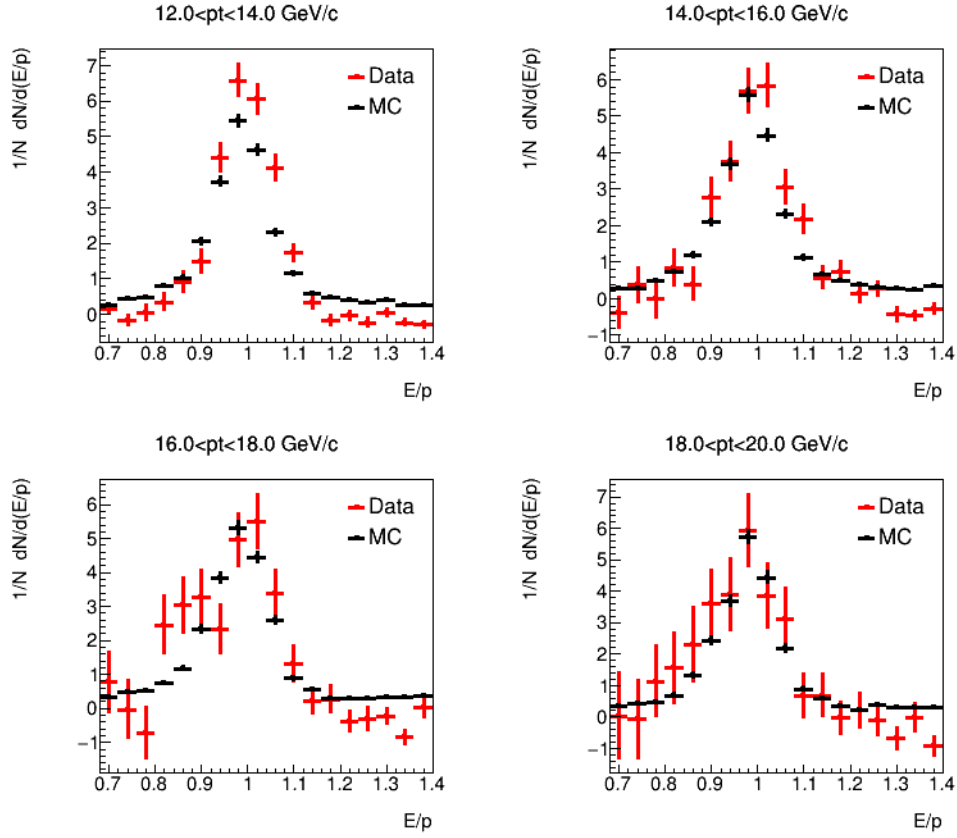 12.0<pt<14.0 GeV/c
1/N dN/d(E/p)
7
6
5
4
3
2
1
0
Data
MC
0.7 0.8 0.9 1 1.1 1.2 1.3 1.4
E/p
14.0<pt<16.0 GeV/c
1/N dN/d(E/p)
6
5
4
3
2
1
0
−1
Data
MC
0.7 0.8 0.9 1 1.1 1.2 1.3 1.4
E/p
16.0<pt<18.0 GeV/c
1/N dN/d(E/p)
6
5
4
3
2
1
0
−1
Data
MC
0.7 0.8 0.9 1 1.1 1.2 1.3 1.4
E/p
18.0<pt<20.0 GeV/c
1/N dN/d(E/p)
7
6
5
4
3
2
1
0
−1
Data
MC
0.7 0.8 0.9 1 1.1 1.2 1.3 1.4
E/p